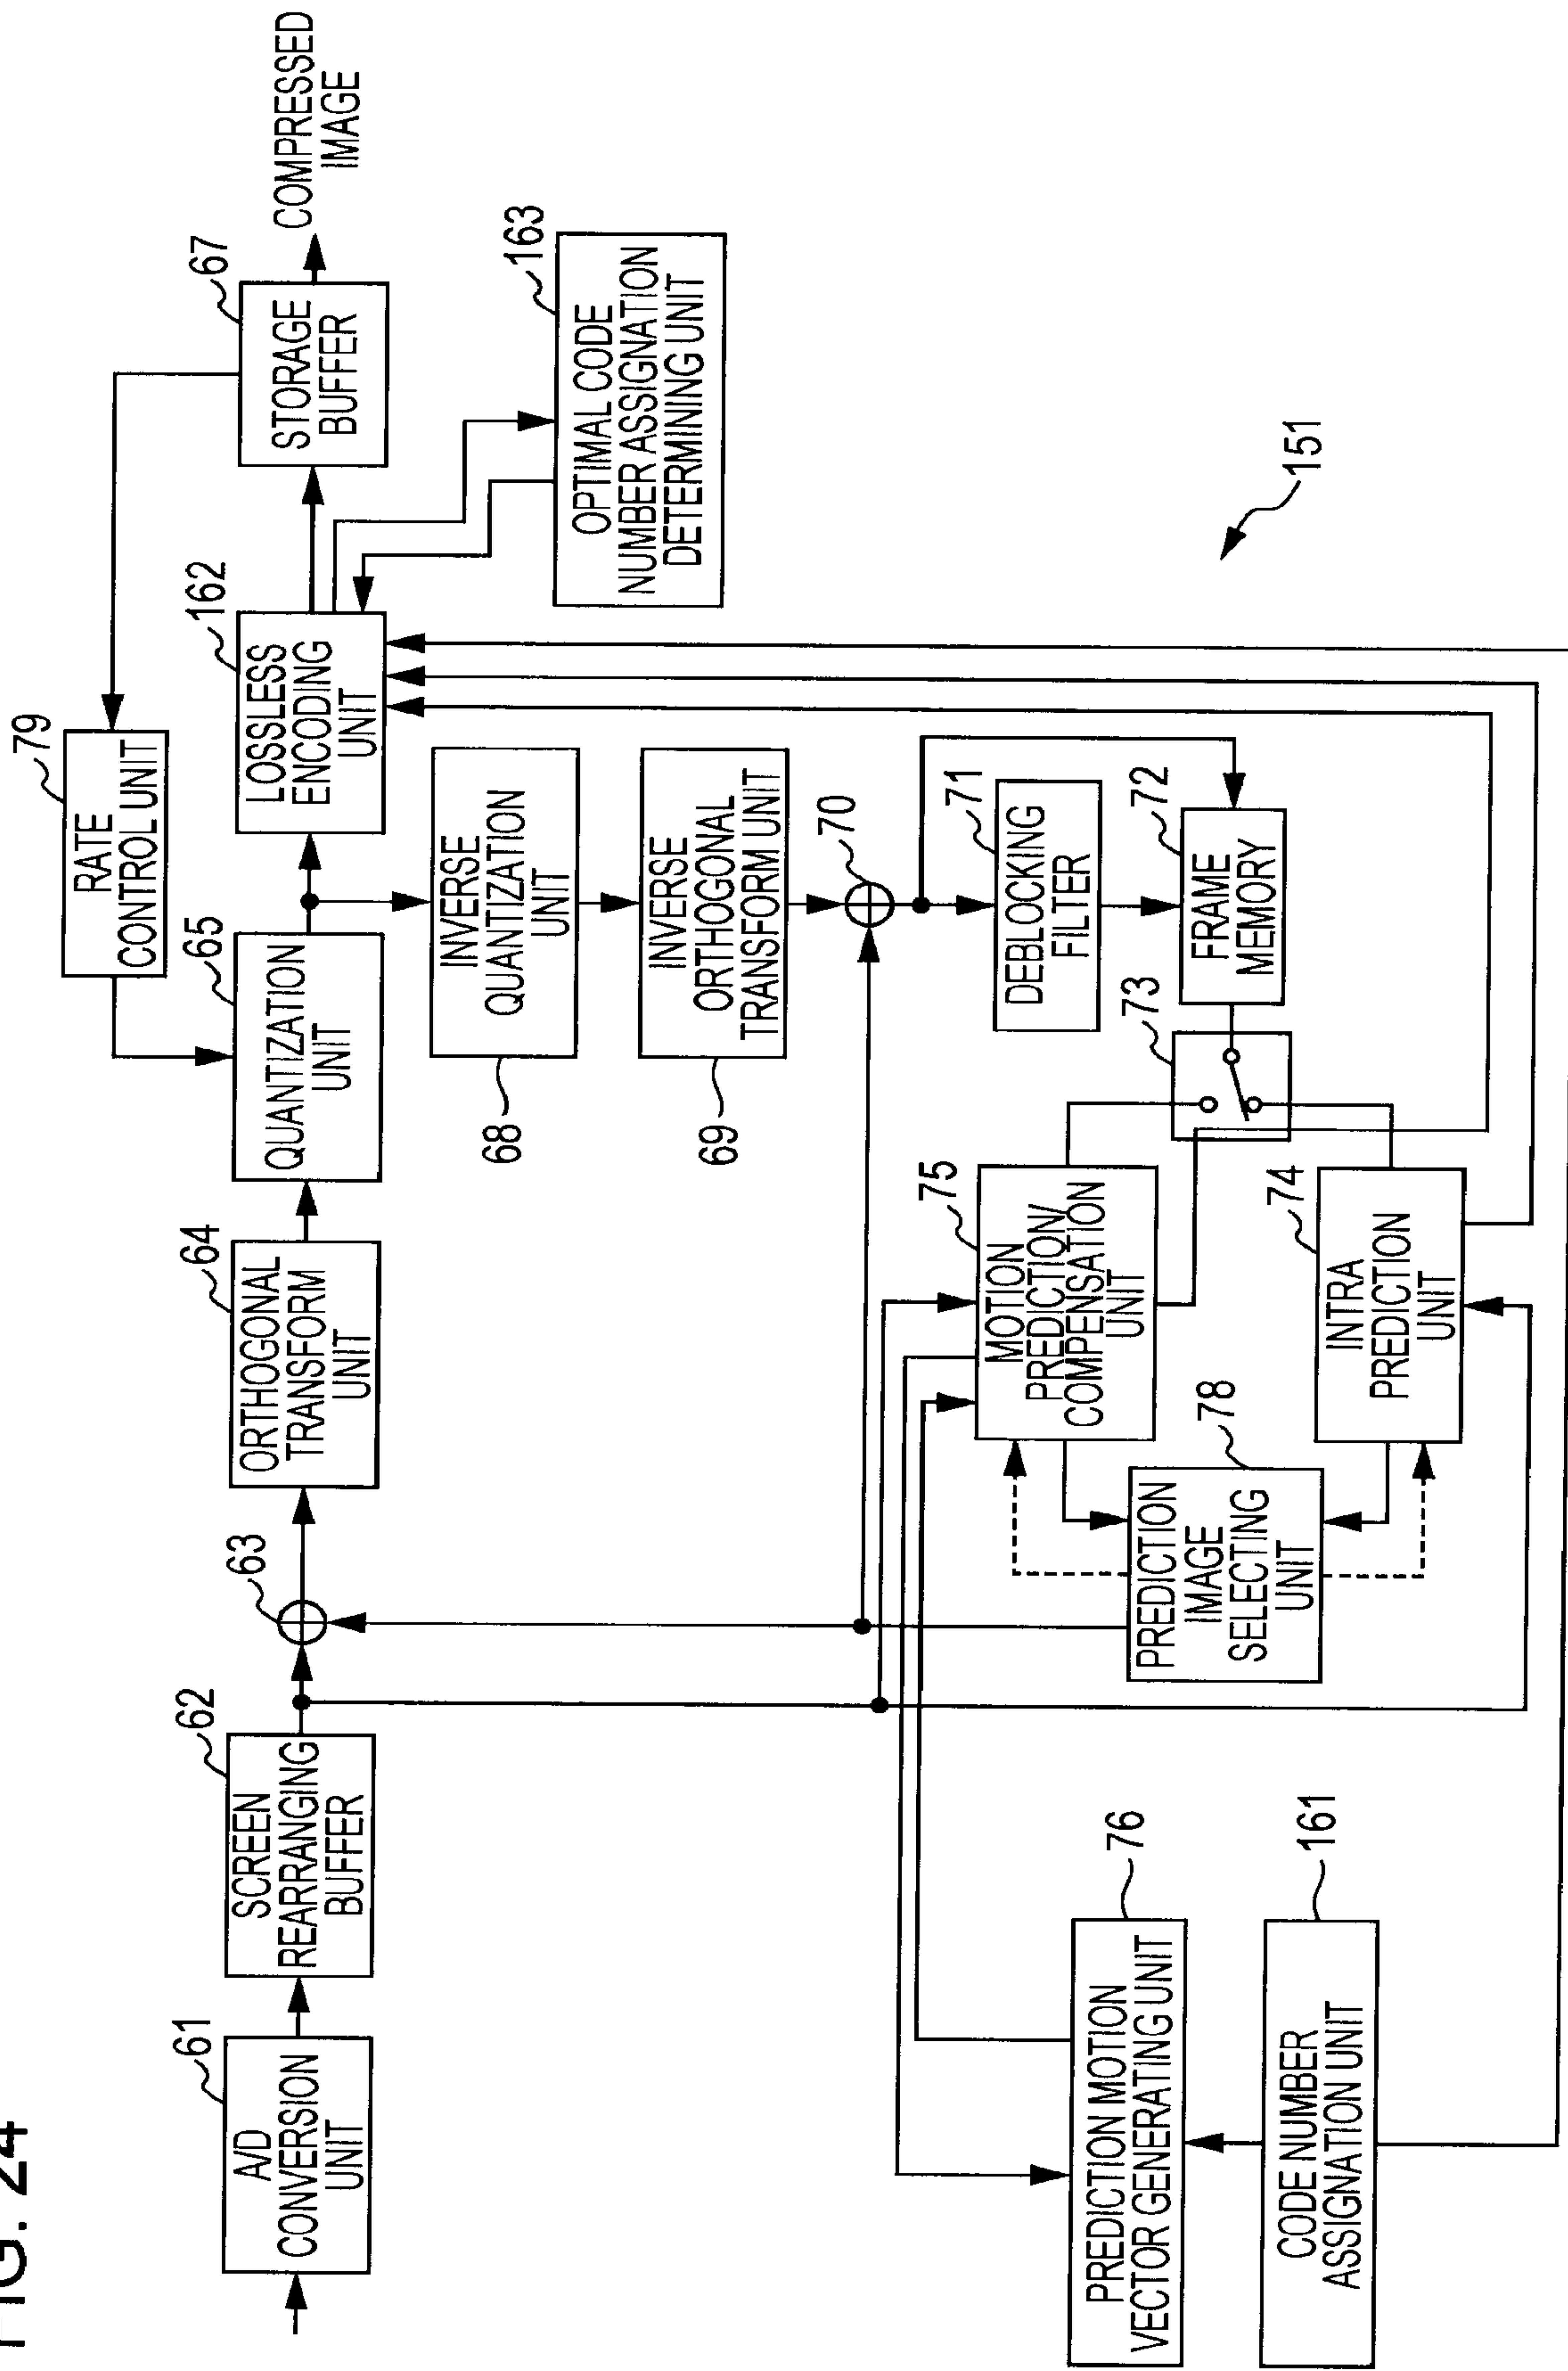 FIG. 24
61
A/D
CONVERSION
UNIT
62
SCREEN
REARRANGING
BUFFER
63
64
ORTHOGONAL
TRANSFORM
UNIT
65
QUANTIZATION
UNIT
79
RATE
CONTROL UNIT
162
LOSSLESS
ENCODING
UNIT
67
STORAGE
BUFFER
COMPRESSED
IMAGE
163
OPTIMAL CODE
NUMBER ASSIGNATION
DETERMINING UNIT
68
INVERSE
QUANTIZATION
UNIT
69
INVERSE
ORTHOGONAL
TRANSFORM UNIT
70
71
DEBLOCKING
FILTER
72
FRAME
MEMORY
73
75
MOTION
PREDICTION/
COMPENSATION
UNIT
74
INTRA
PREDICTION
UNIT
78
PREDICTION
IMAGE
SELECTING
UNIT
76
PREDICTION MOTION
VECTOR GENERATING UNIT
161
CODE NUMBER
ASSIGNATION UNIT
151